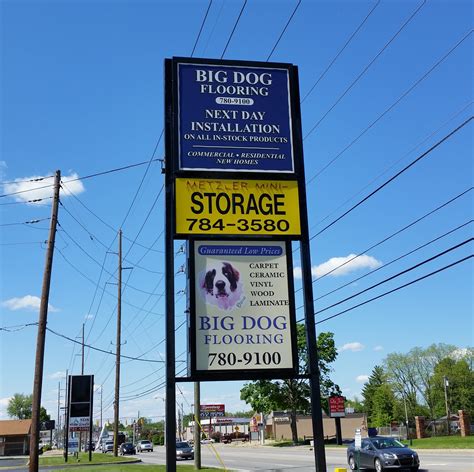 BIG DOG
FLOORING
780-9100
NEXT DAY
INSTALLATION
ON ALL IN-STOCK PRODUCTS
COMMERCIAL • RESIDENTIAL
NEW HOMES
METZLER MINI-
STORAGE
784-3580
Guaranteed Low Prices
CARPET
CERAMIC
VINYL
WOOD
LAMINATE
BIG DOG
FLOORING
780-9100